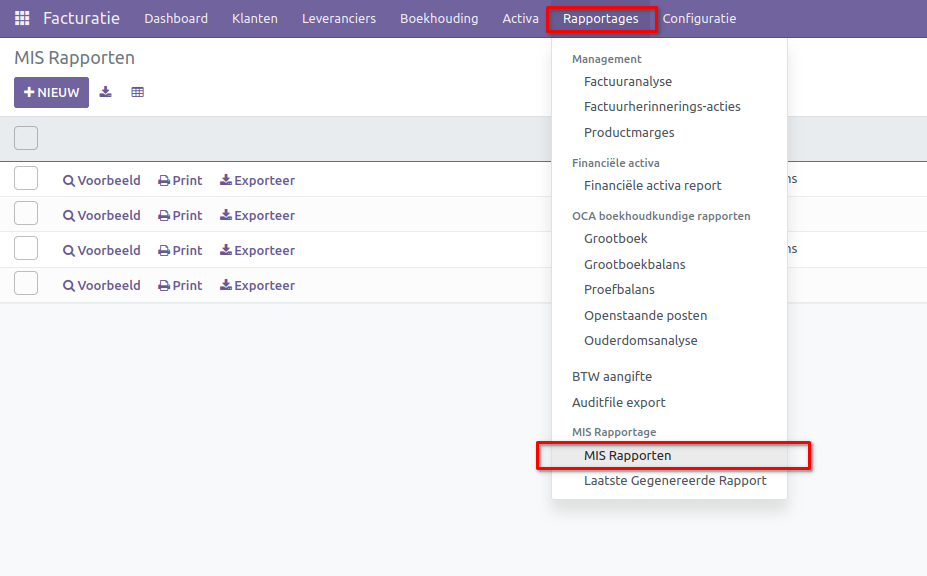 Facturatie Dashboard Klanten Leveranciers Boekhouding Activa Rapportages Configuratie
MIS Rapporten
NIEUW
Voorbeeld Print Exporteer
Voorbeeld Print Exporteer
Voorbeeld Print Exporteer
Voorbeeld Print Exporteer
Management
Factuuranalyse
Factuurherinnerings-acties
Productmarges
Financiële activa
Financiële activa report
OCA boekhoudkundige rapporten
Grootboek
Grootboekbalans
Proefbalans
Openstaande posten
Ouderdomsanalyse
BTW aangifte
Auditfile export
MIS Rapportage
MIS Rapporten
Laatste Gegenereerde Rapport